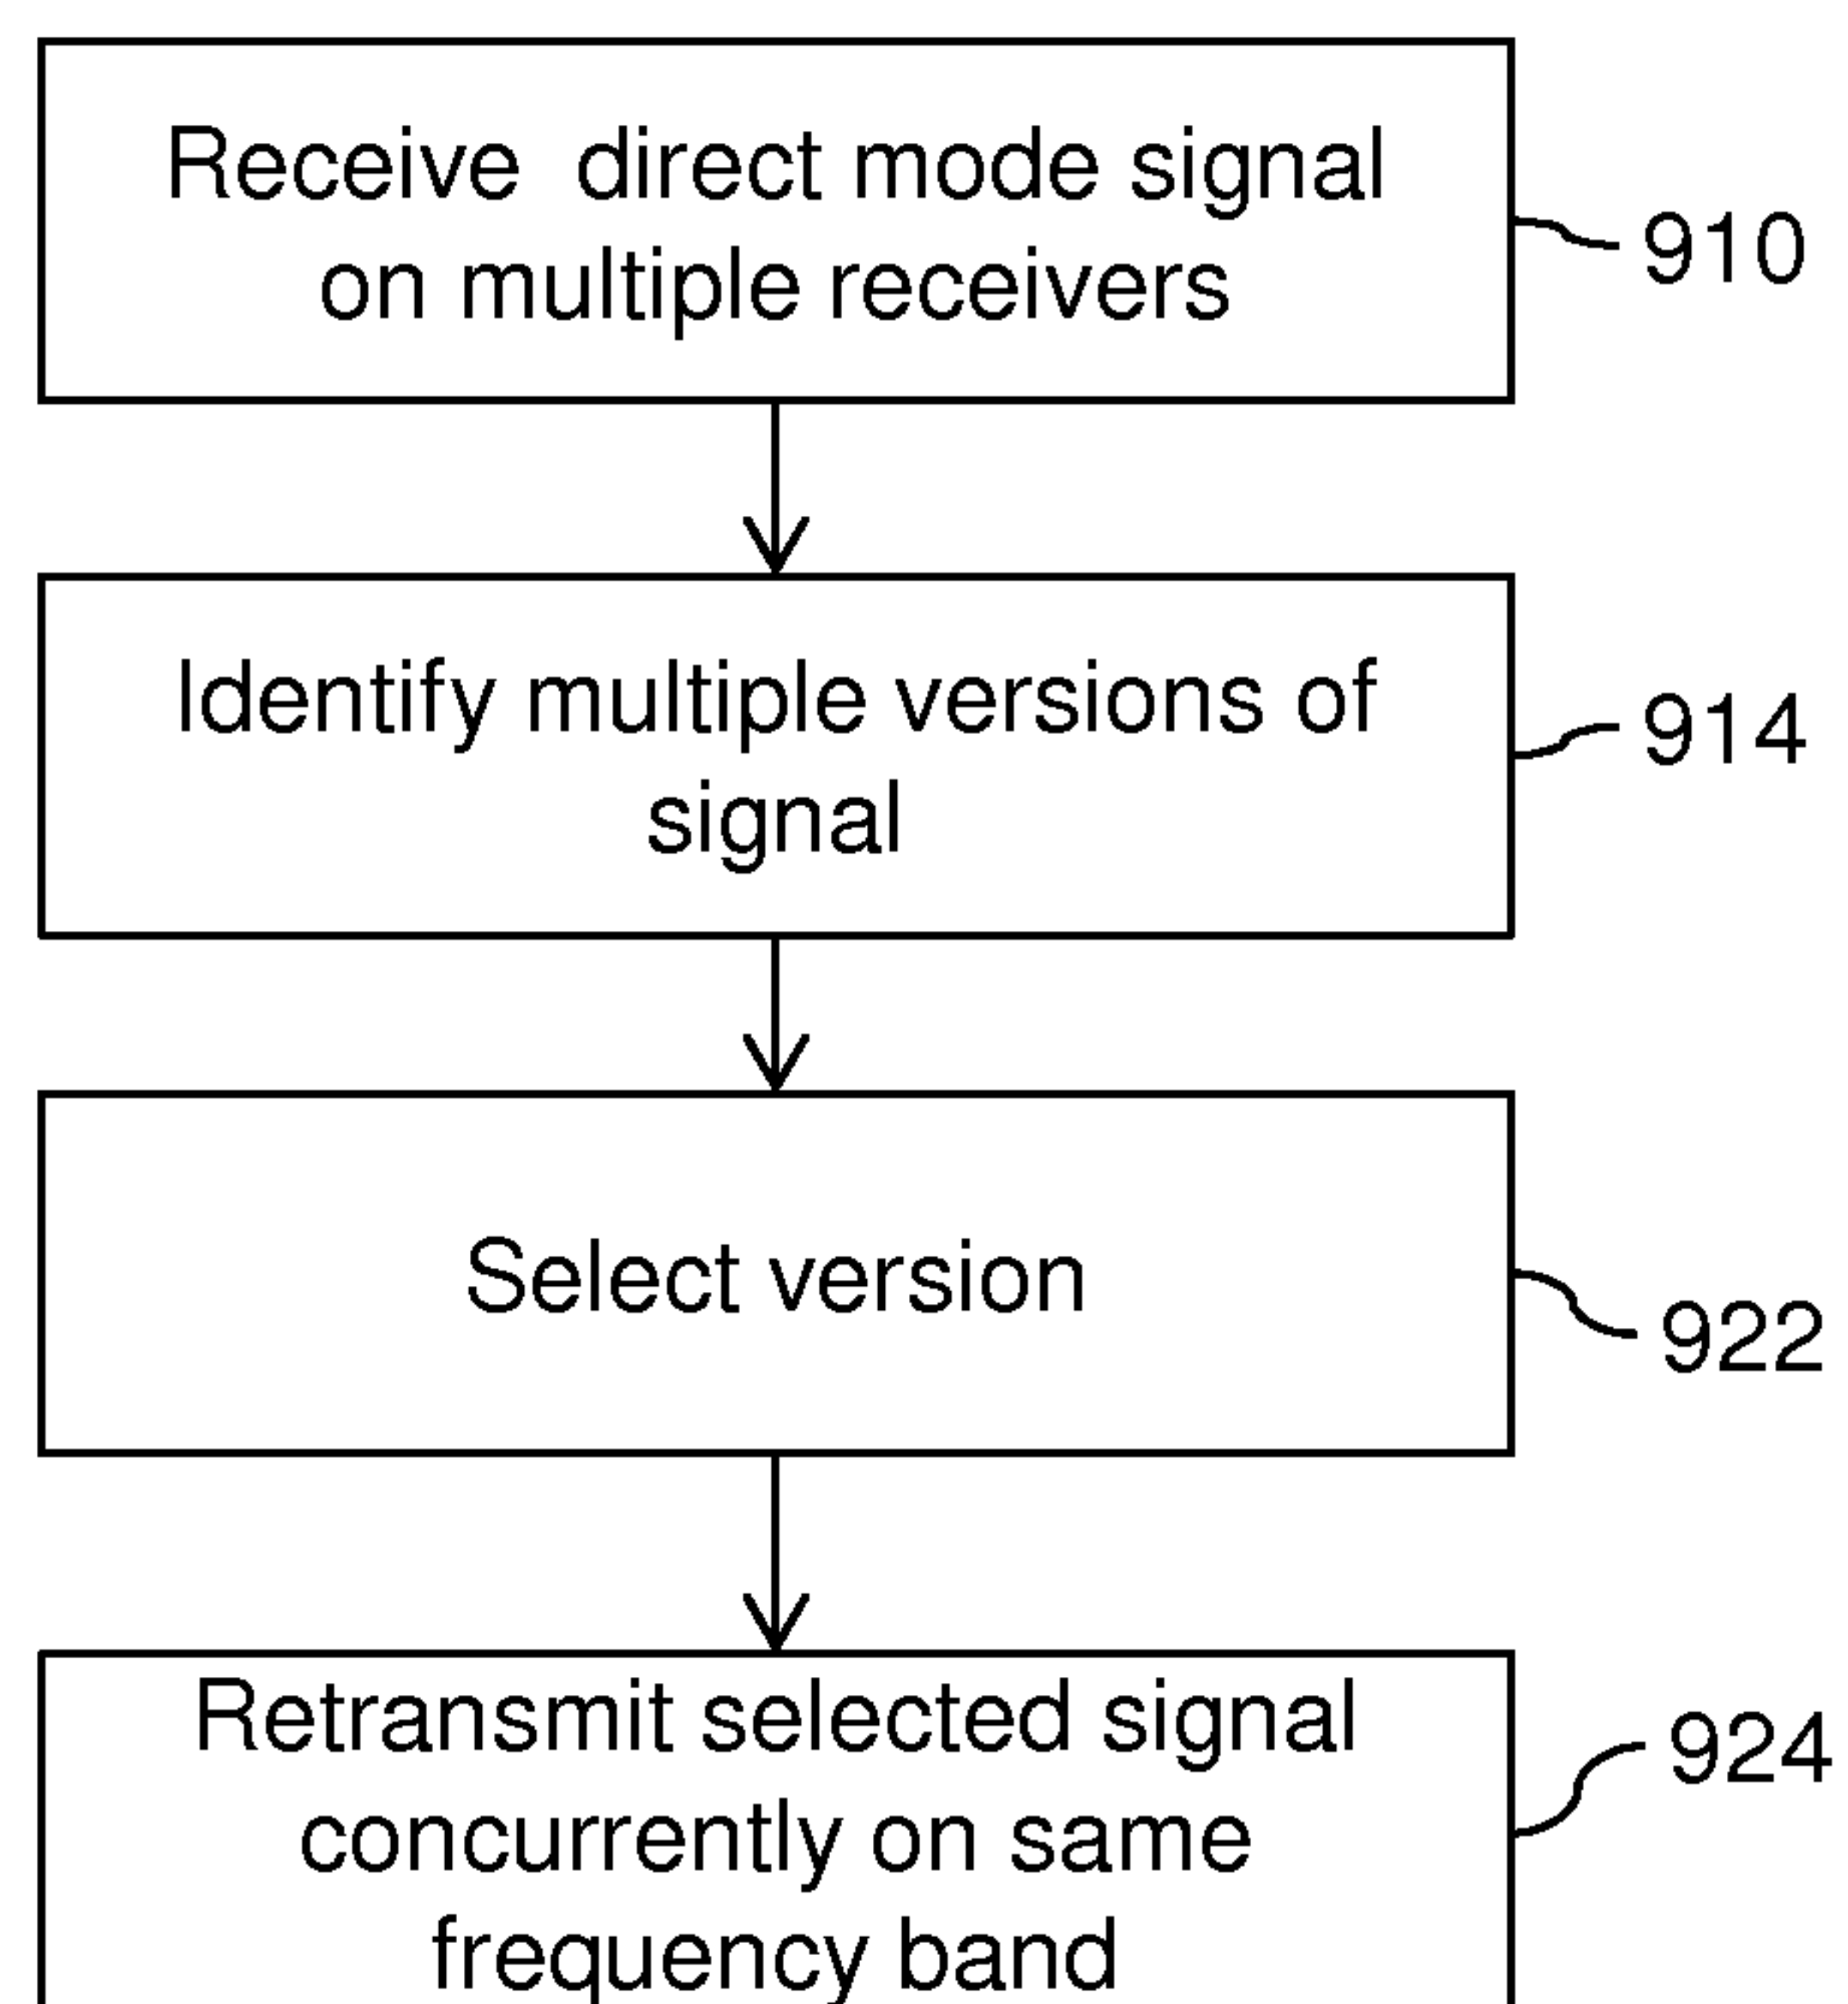 Receive direct mode signal
on multiple receivers
910
Identify multiple versions of
signal
914
Select version
922
Retransmit selected signal
concurrently on same
frequency band
924